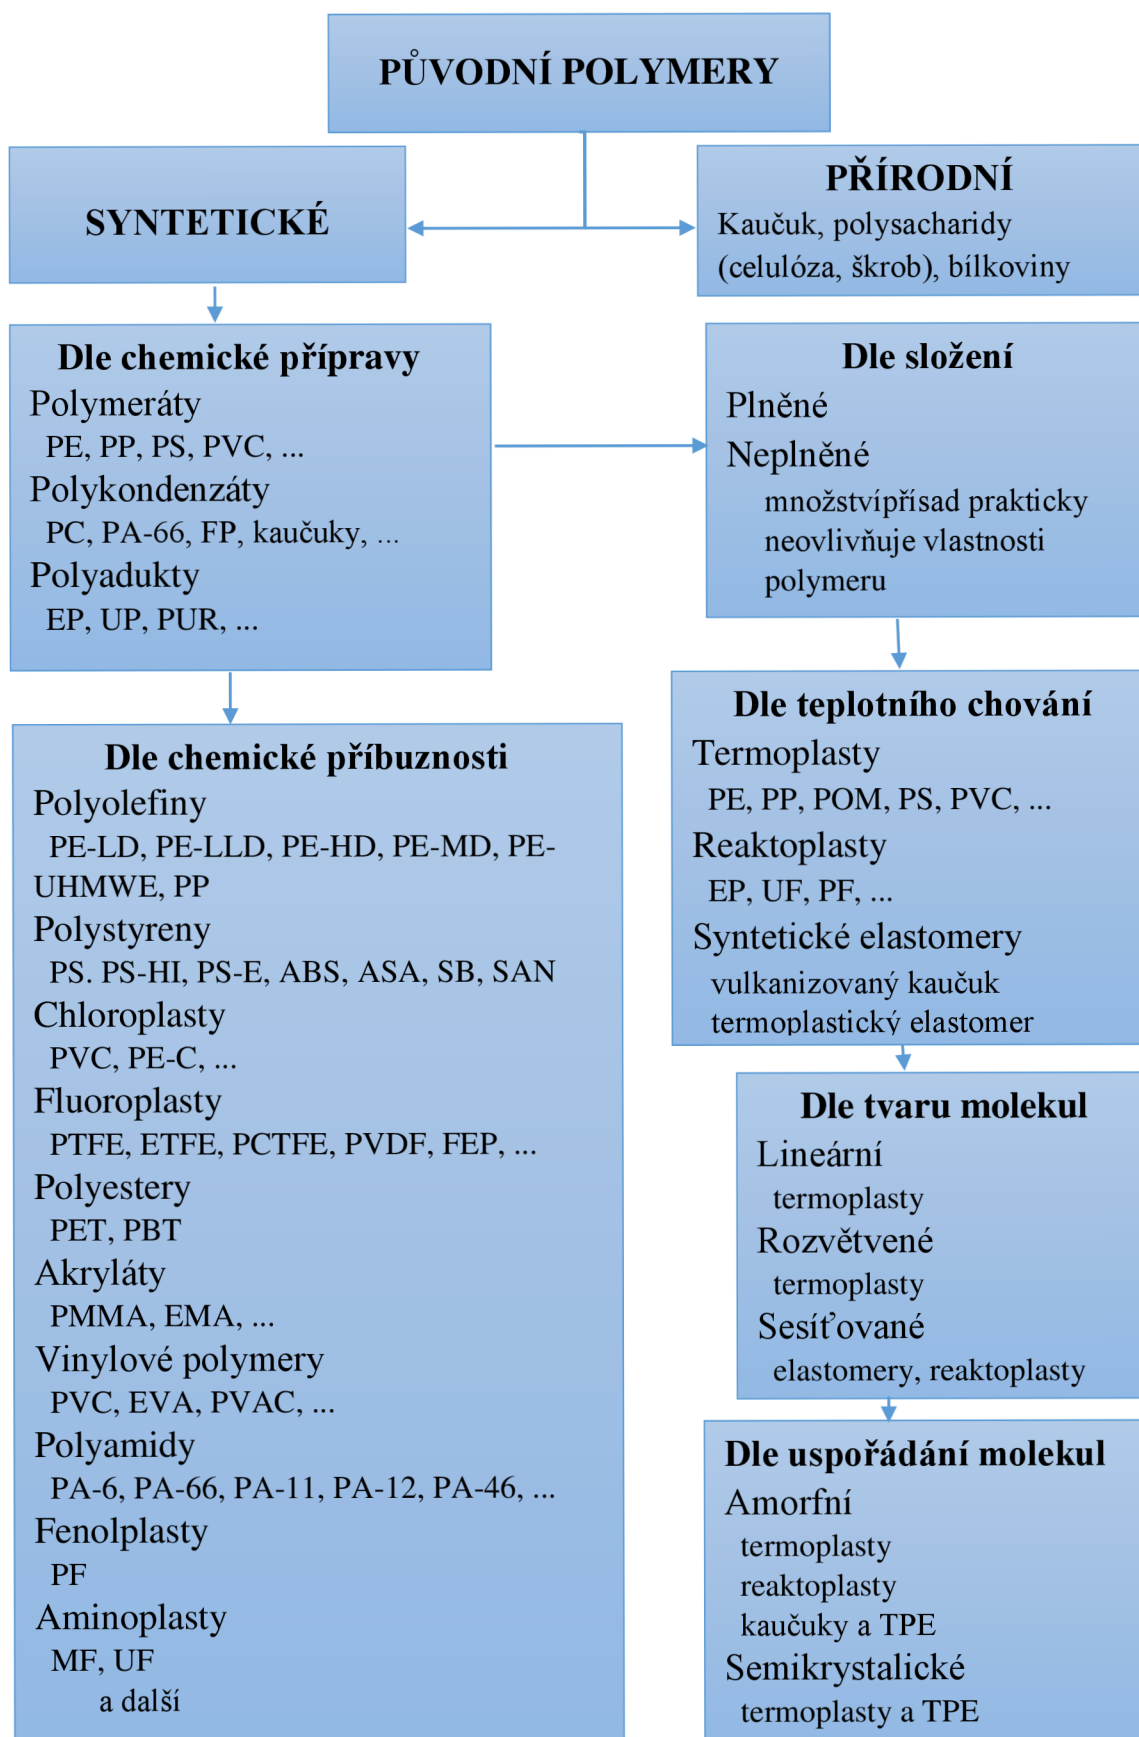 PŮVODNÍ POLYMERY
SYNTETICKÉ
PŘÍRODNÍ
Kaučuk, polysacharidy
(celulóza, škrob), bílkoviny
Dle chemické přípravy
Polymeráty
PE, PP, PS, PVC, ...
Polykondenzáty
PC, PA-66, FP, kaučuky, ...
Polyadukty
EP, UP, PUR, ...
Dle složení
Plněné
Neplněné
množstvípřísad prakticky
neovlivňuje vlastnosti
polymeru
Dle chemické příbuznosti
Polyolefiny
PE-LD, PE-LLD, PE-HD, PE-MD, PE-
UHMWE, PP
Polystyreny
PS. PS-HI, PS-E, ABS, ASA, SB, SAN
Chloroplasty
PVC, PE-C, ...
Fluoroplasty
PTFE, ETFE, PCTFE, PVDF, FEP, ...
Polyestery
PET, PBT
Akryláty
PMMA, EMA, ...
Vinylové polymery
PVC, EVA, PVAC, ...
Polyamidy
PA-6, PA-66, PA-11, PA-12, PA-46, ...
Fenolplasty
PF
Aminoplasty
MF, UF
a další
Dle teplotního chování
Termoplasty
PE, PP, POM, PS, PVC, ...
Reaktoplasty
EP, UF, PF, ...
Syntetické elastomery
vulkanizovaný kaučuk
termoplastický elastomer
Dle tvaru molekul
Lineární
termoplasty
Rozvětvené
termoplasty
Sesíťované
elastomery, reaktoplasty
Dle uspořádání molekul
Amorfní
termoplasty
reaktoplasty
kaučuky a TPE
Semikrystalické
termoplasty a TPE